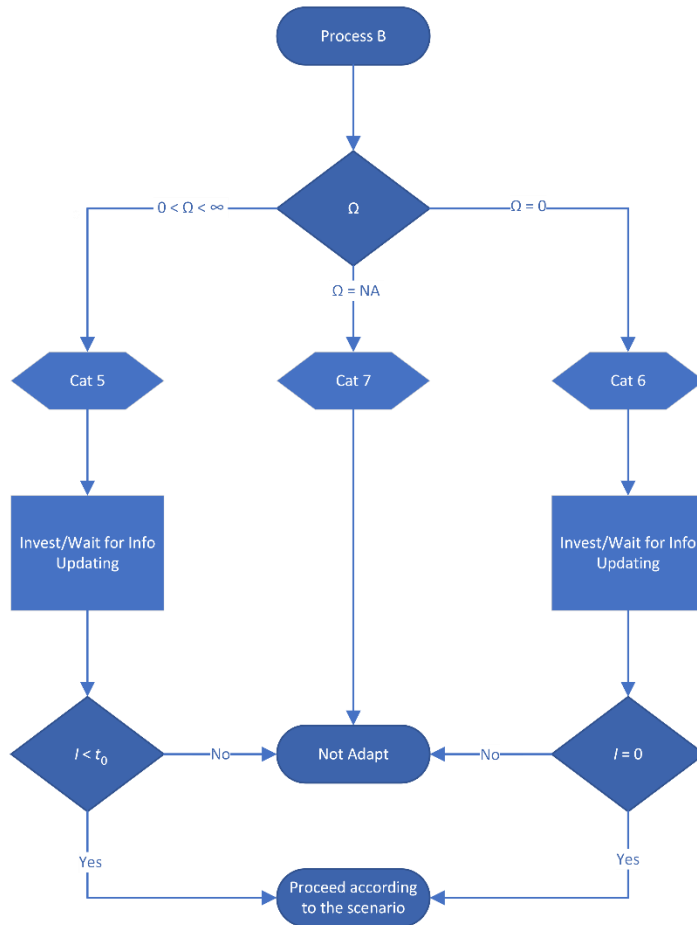 Process B
0 < Ω < ∞
Ω
Ω = 0
Ω = NA
Cat 5
Cat 7
Cat 6
Invest/Wait for Info
Updating
Invest/Wait for Info
Updating
I < t₀
No
Not Adapt
No
I = 0
Yes
Yes
Proceed according
to the scenario